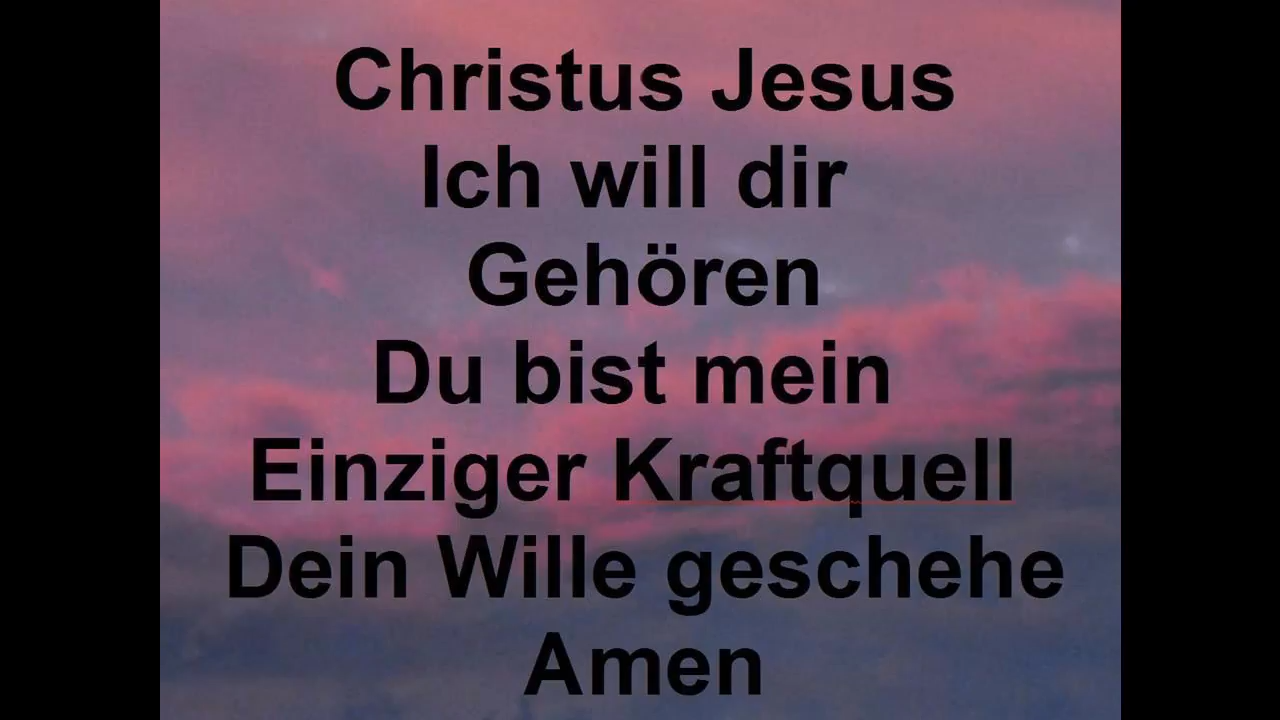 Christus Jesus
Ich will dir
Gehören
Du bist mein
Einziger Kraftquell
Dein Wille geschehe
Amen